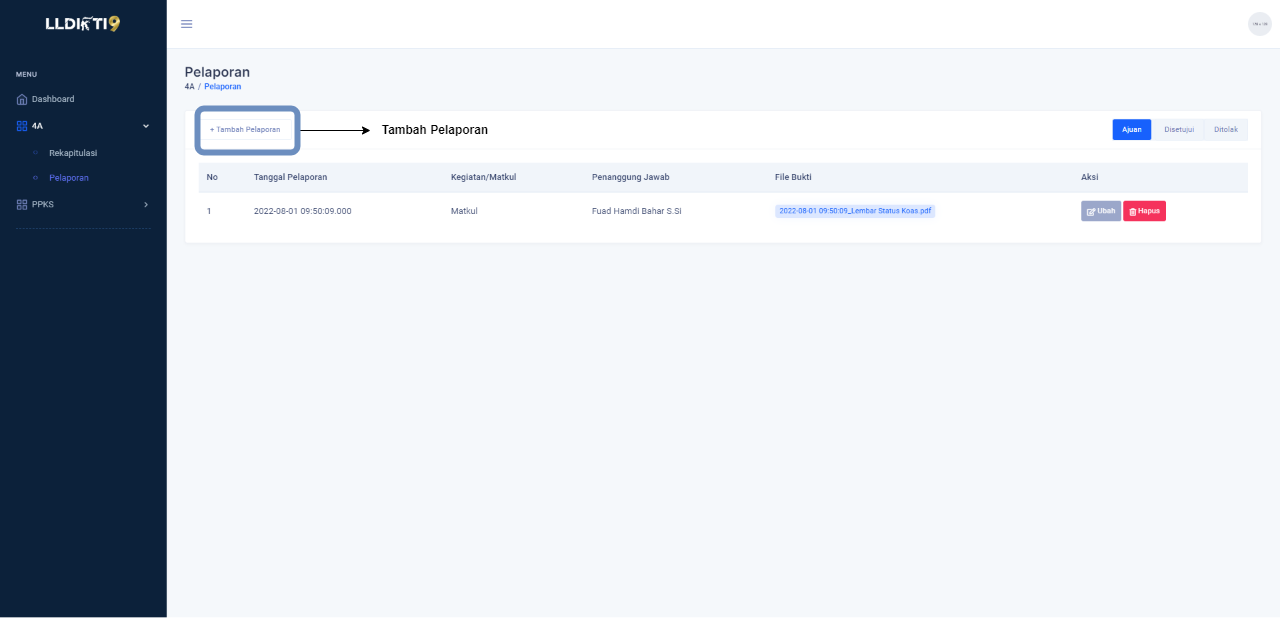 LLDIKTI9
MENU
Dashboard
4A
Rekapitulasi
Pelaporan
PPKS
Pelaporan
4A / Pelaporan
+ Tambah Pelaporan
Tambah Pelaporan
Ajuan Disetujui Ditolak
No Tanggal Pelaporan Kegiatan/Matkul Penanggung Jawab File Bukti Aksi
1 2022-08-01 09:50:09.000 Matkul Fuad Hamdi Bahar S.Si 2022-08-01 09:50:09_Lembar Status Koas.pdf Ubah Hapus